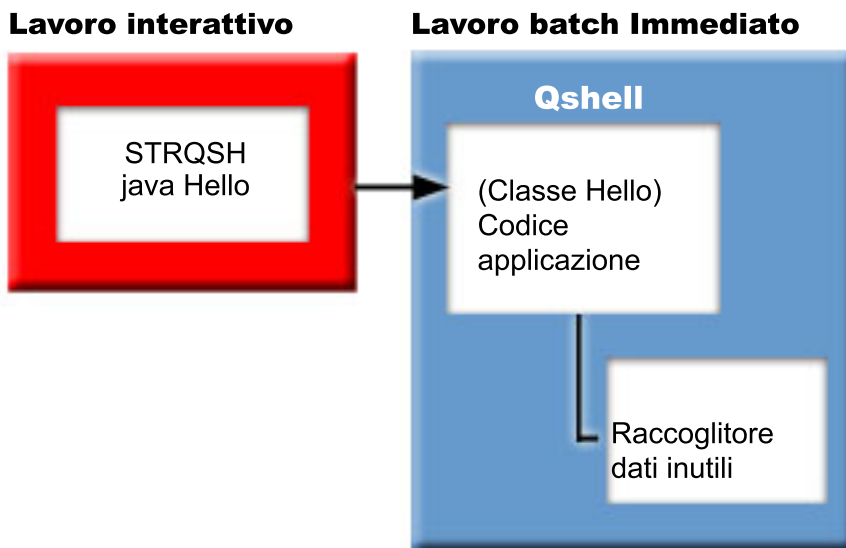 Lavoro interattivo
Lavoro batch Immediato
STRQSH
java Hello
Qshell
(Classe Hello)
Codice
applicazione
Raccoglitore
dati inutili